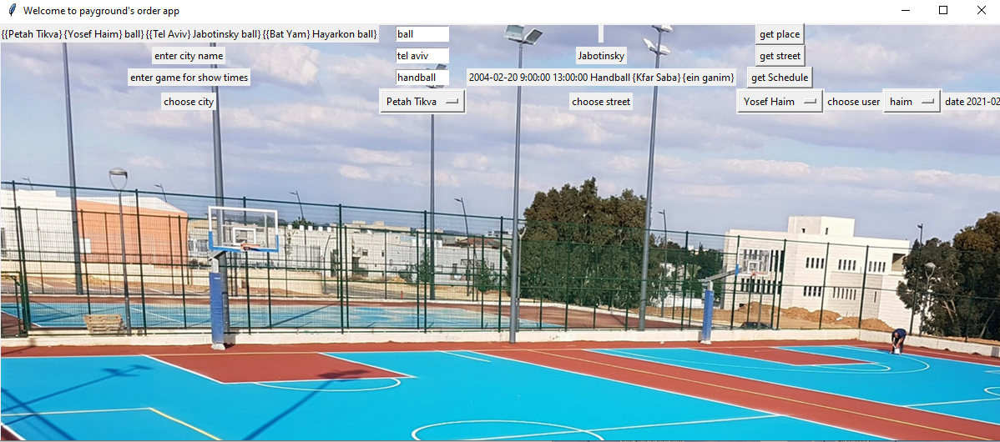 Welcome to payground's order app
{{Petah Tikva} {Yosef Haim} ball} {{Tel Aviv} Jabotinsky ball} {{Bat Yam} Hayarkon ball} ball get place
enter city name tel aviv Jabotinsky get street
enter game for show times handball 2004-02-20 9:00:00 13:00:00 Handball {Kfar Saba} {ein ganim} get Schedule
choose city Petah Tikva choose street Yosef Haim choose user haim date 2021-02